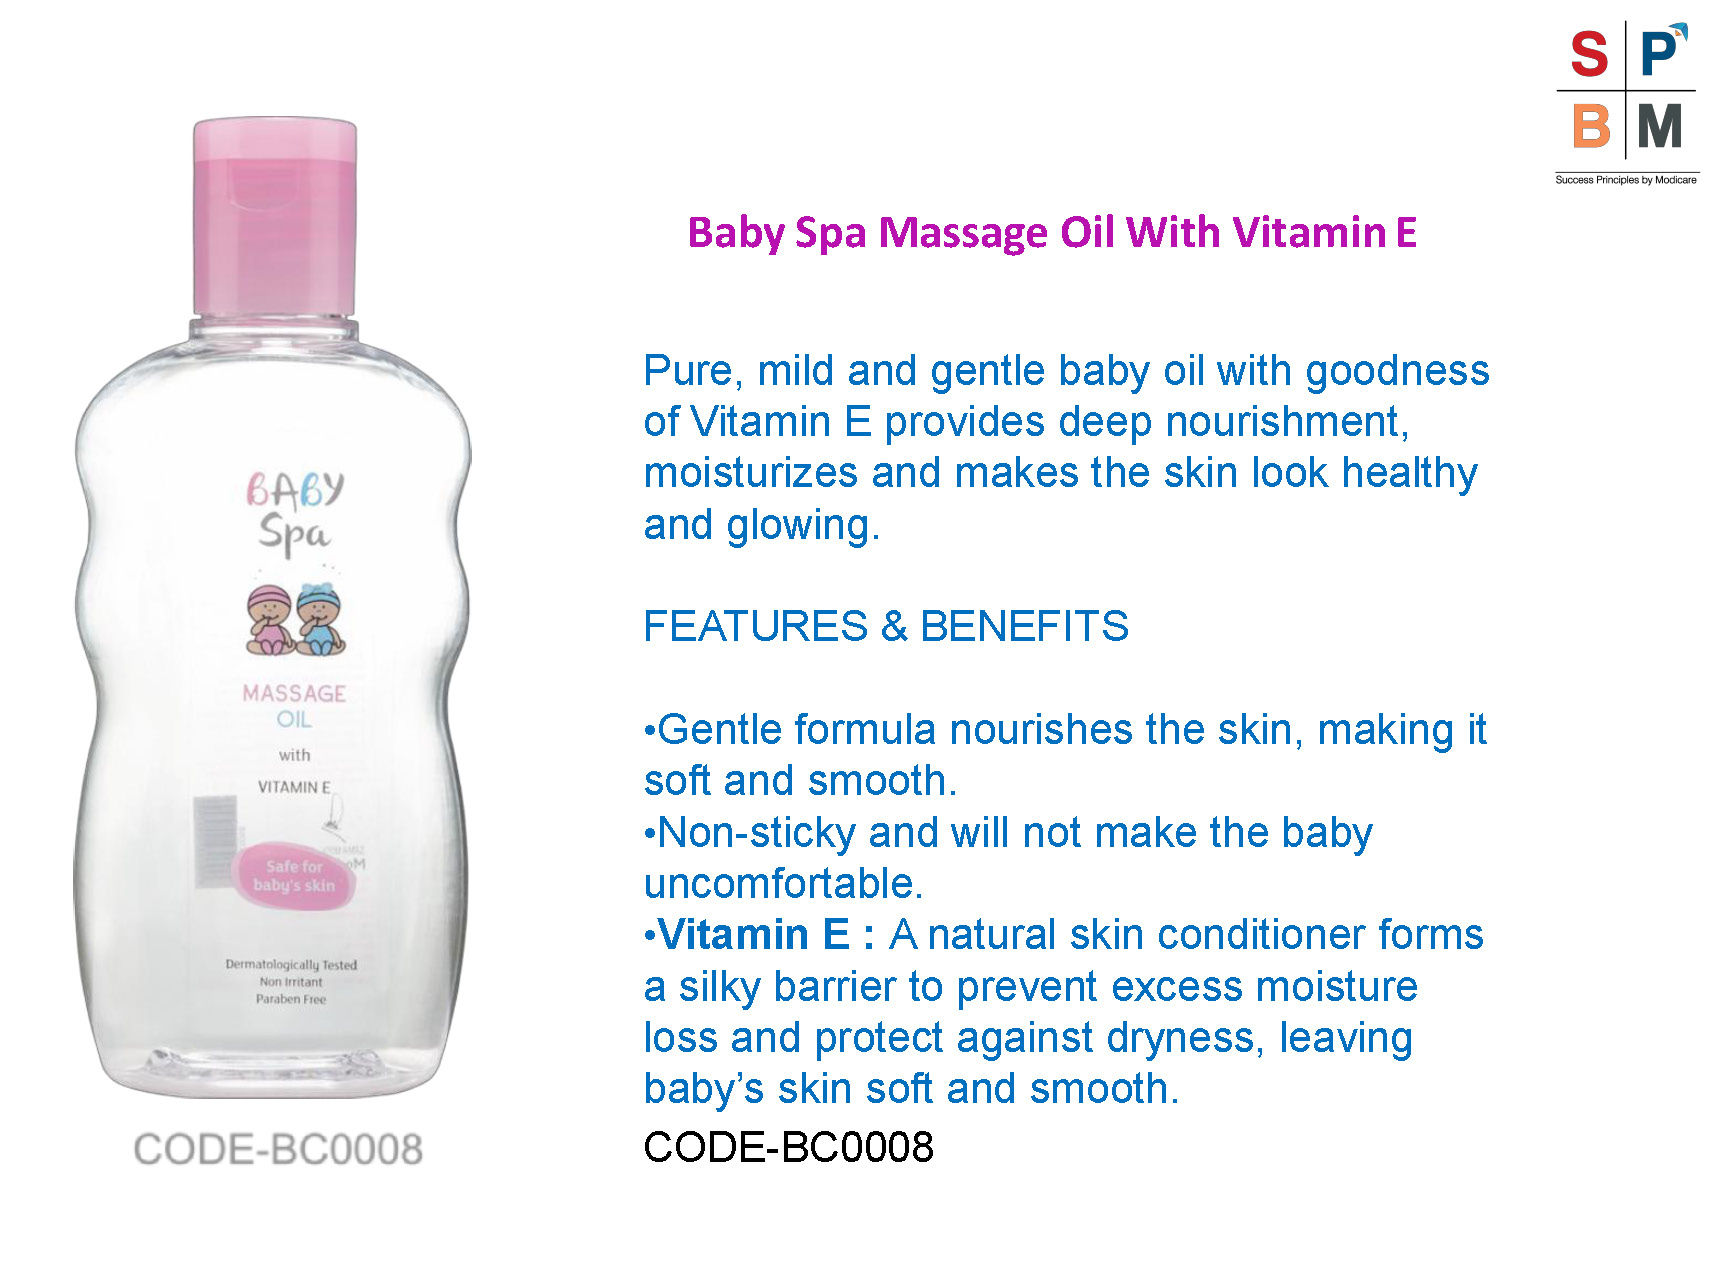 S P
B M
Success Principles by Modicare
Baby Spa Massage Oil With Vitamin E
Pure, mild and gentle baby oil with goodness
of Vitamin E provides deep nourishment,
moisturizes and makes the skin look healthy
and glowing.
FEATURES & BENEFITS
•Gentle formula nourishes the skin, making it
soft and smooth.
•Non-sticky and will not make the baby
uncomfortable.
•Vitamin E : A natural skin conditioner forms
a silky barrier to prevent excess moisture
loss and protect against dryness, leaving
baby’s skin soft and smooth.
CODE-BC0008
BABY
Spa
MASSAGE
OIL
with
VITAMIN E
Safe for
baby's skin
Dermatologically Tested
Non Irritant
Paraben Free
CODE-BC0008